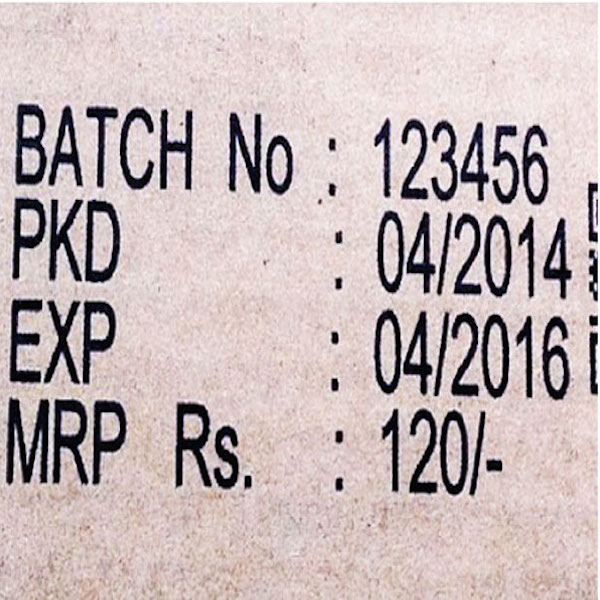 BATCH No : 123456
PKD : 04/2014
EXP : 04/2016
MRP Rs. : 120/-